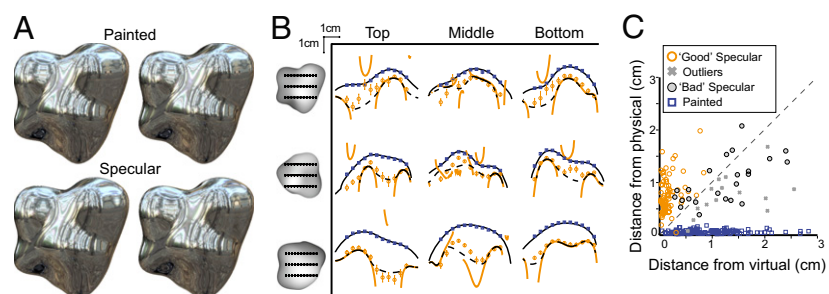 A
Painted
Specular
B
1cm
1cm
Top
Middle
Bottom
C
'Good' Specular
Outliers
'Bad' Specular
Painted
Distance from physical (cm)
3
2
1
0
0
1
2
3
Distance from virtual (cm)